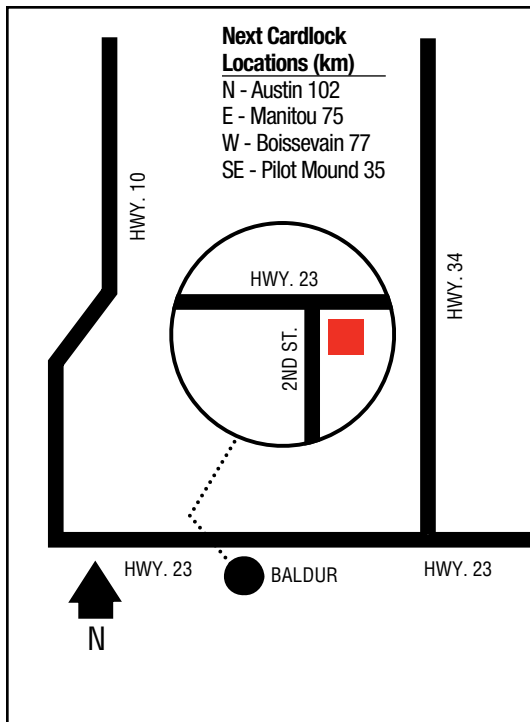 Next Cardlock
Locations (km)
N - Austin 102
E - Manitou 75
W - Boissevain 77
SE - Pilot Mound 35
HWY. 10
HWY. 34
HWY. 23
2ND ST.
HWY. 23
BALDUR
HWY. 23
N